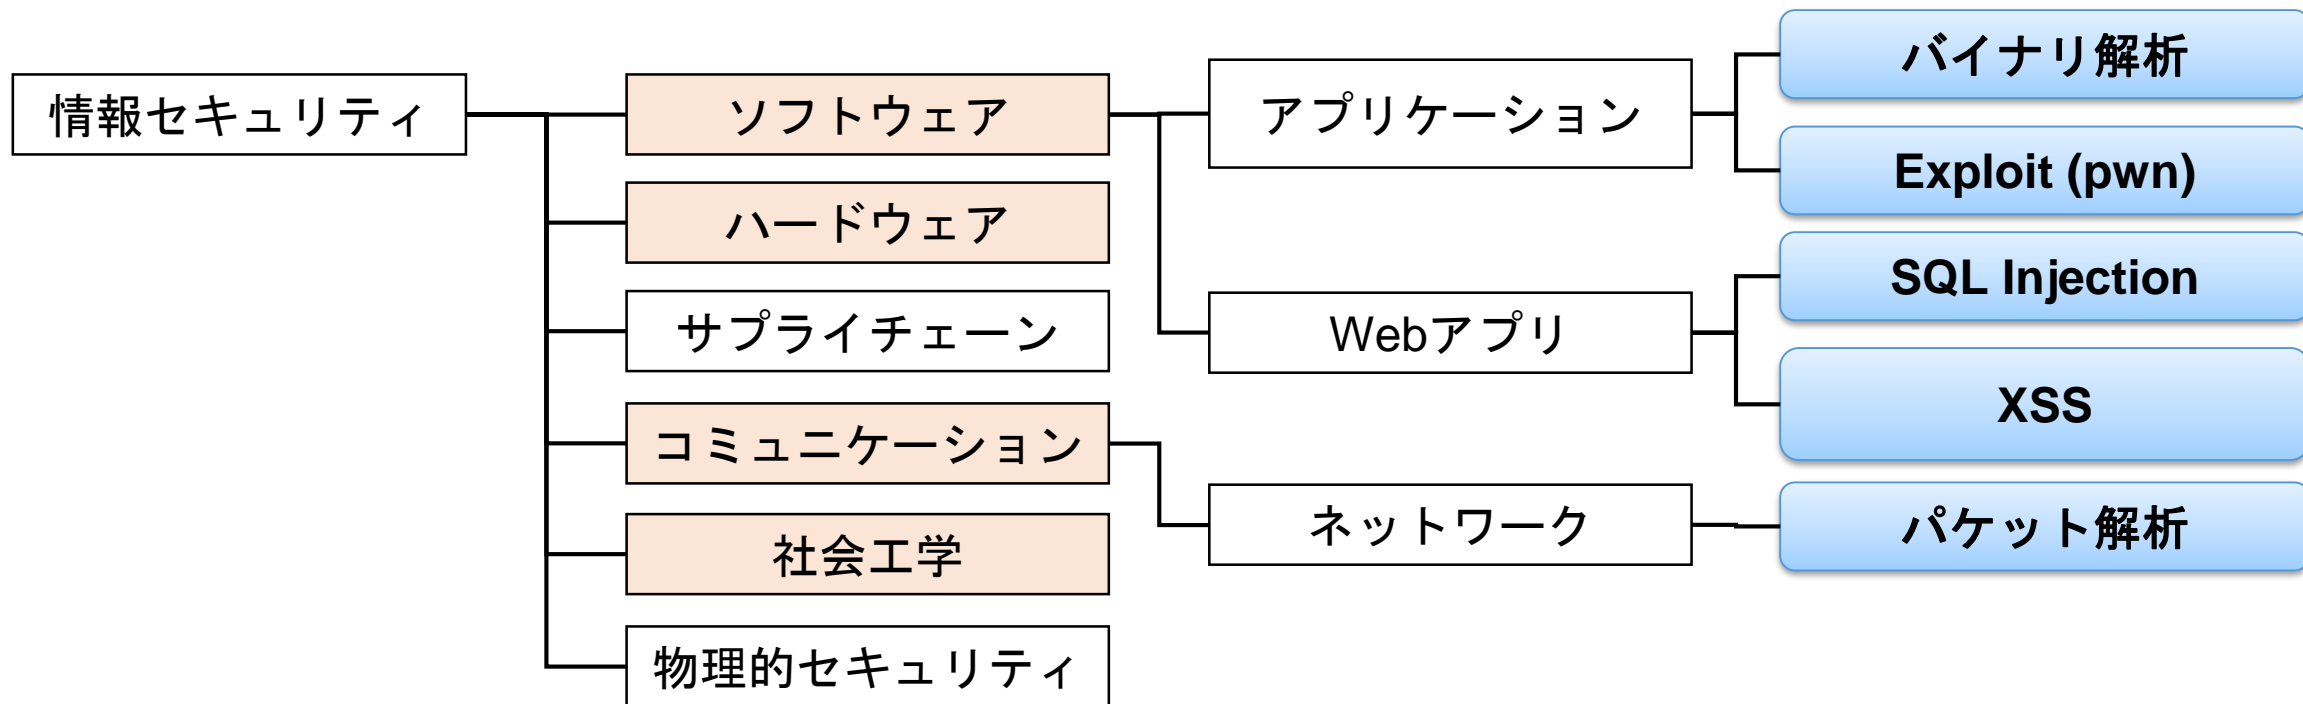 情報セキュリティ
ソフトウェア
ハードウェア
サプライチェーン
コミュニケーション
社会工学
物理的セキュリティ
アプリケーション
Webアプリ
ネットワーク
バイナリ解析
Exploit (pwn)
SQL Injection
XSS
パケット解析